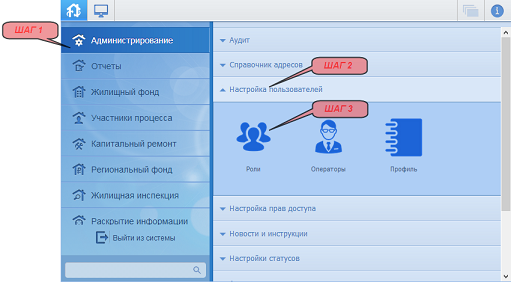 ШАГ 1
Администрирование
Отчеты
Жилищный фонд
Участники процесса
Капитальный ремонт
Региональный фонд
Жилищная инспекция
Раскрытие информации
Выйти из системы
Аудит
Справочник адресов
ШАГ 2
Настройка пользователей
ШАГ 3
Роли
Операторы
Профиль
Настройка прав доступа
Новости и инструкции
Настройки статусов